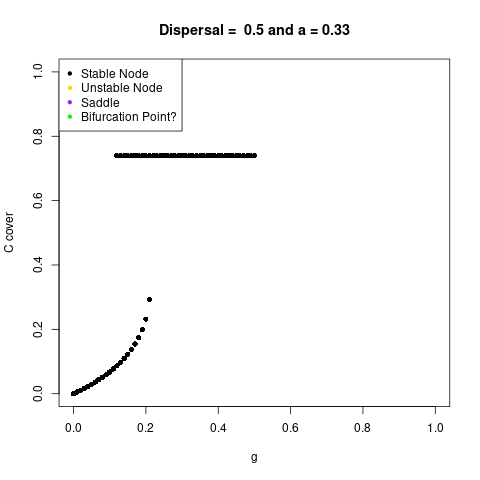 Dispersal =  0.5 and a = 0.33
Stable Node
Unstable Node
Saddle
Bifurcation Point?
1.0
0.8
0.6
0.4
0.2
0.0
C cover
0.0 0.2 0.4 0.6 0.8 1.0
g